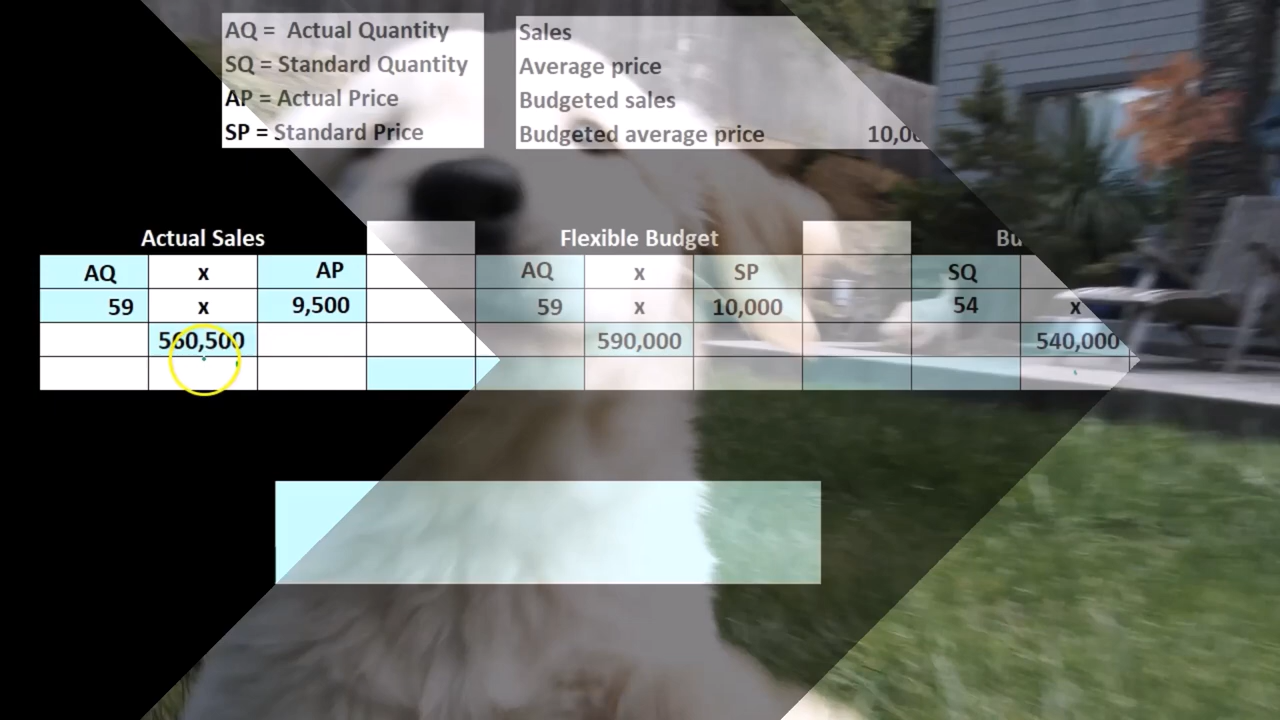 AQ = Actual Quantity
SQ = Standard Quantity
AP = Actual Price
SP = Standard Price
Sales
Average price
Budgeted sales
Budgeted average price
Actual Sales
Flexible Budget
AQ x AP AQ x SP SQ
59 x 9,500 59 x 10,000 54 x
560,500 590,000 540,000